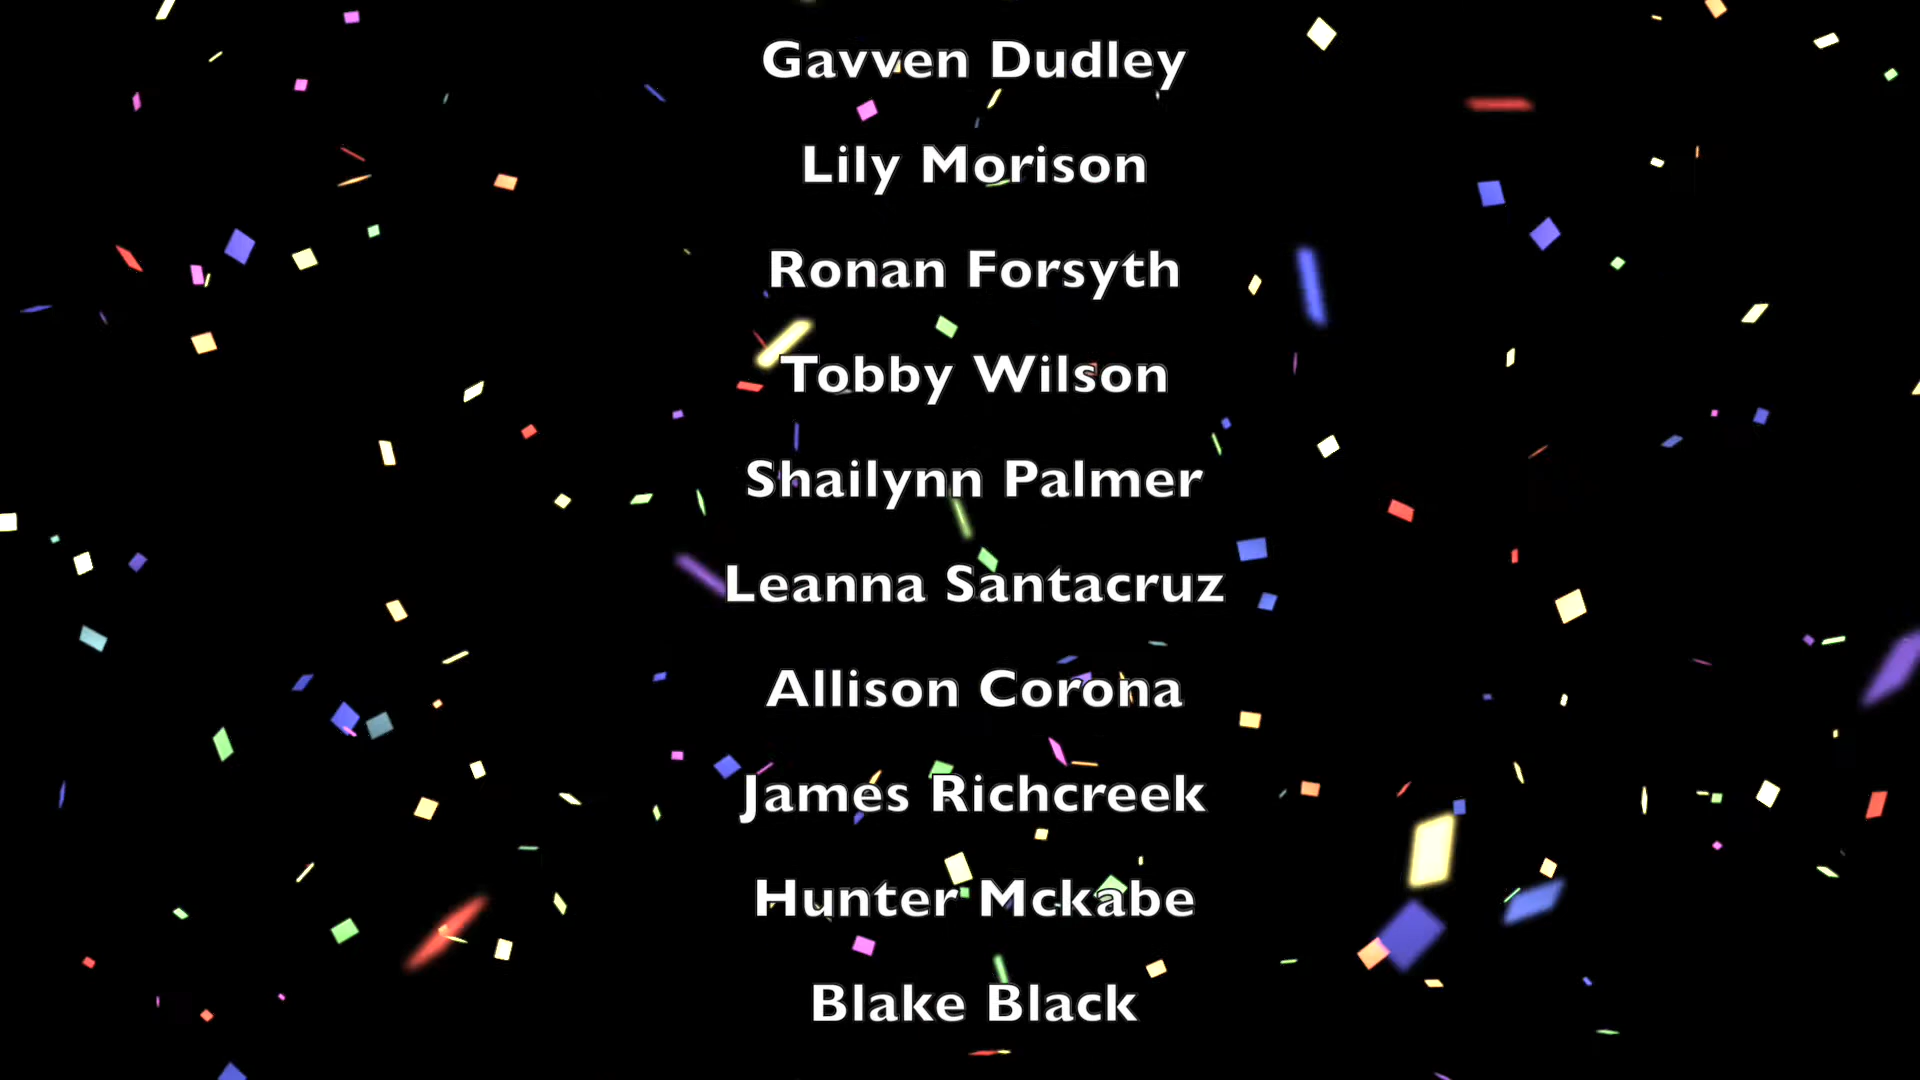 Gavven Dudley
Lily Morison
Ronan Forsyth
Tobby Wilson
Shailynn Palmer
Leanna Santacruz
Allison Corona
James Richcreek
Hunter Mckabe
Blake Black